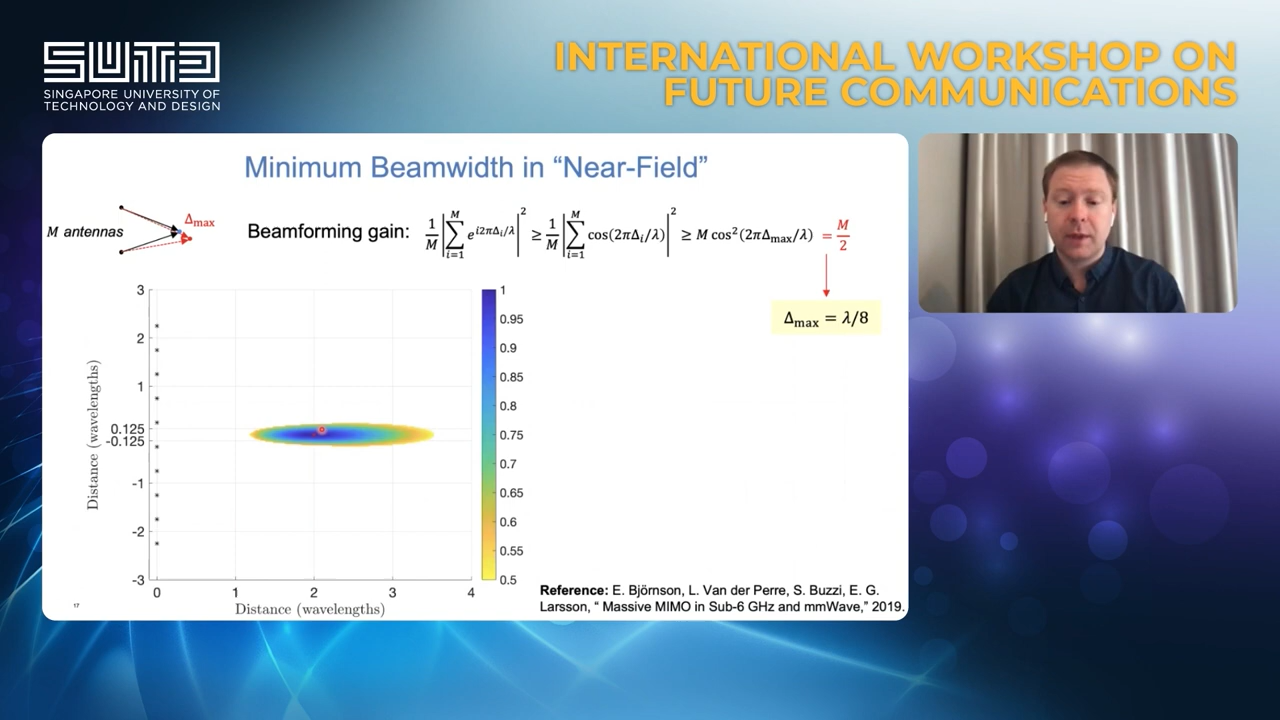 SUTD
SINGAPORE UNIVERSITY OF
TECHNOLOGY AND DESIGN
INTERNATIONAL WORKSHOP ON
FUTURE COMMUNICATIONS
Minimum Beamwidth in “Near-Field”
M antennas
Δmax
Beamforming gain: 1/M |∑_{i=1}^{M} e^{i2πΔ_i/λ}|² ≥ 1/M |∑_{i=1}^{M} cos(2πΔ_i/λ)|² ≥ M cos²(2πΔmax/λ) = M/2
Δmax = λ/8
Distance (wavelengths)
3
2
1
0.125
-0.125
-1
-2
-3
0 1 2 3 4
Distance (wavelengths)
1
0.95
0.9
0.85
0.8
0.75
0.7
0.65
0.6
0.55
0.5
Reference: E. Björnson, L. Van der Perre, S. Buzzi, E. G.
Larsson, “ Massive MIMO in Sub-6 GHz and mmWave,” 2019.
17